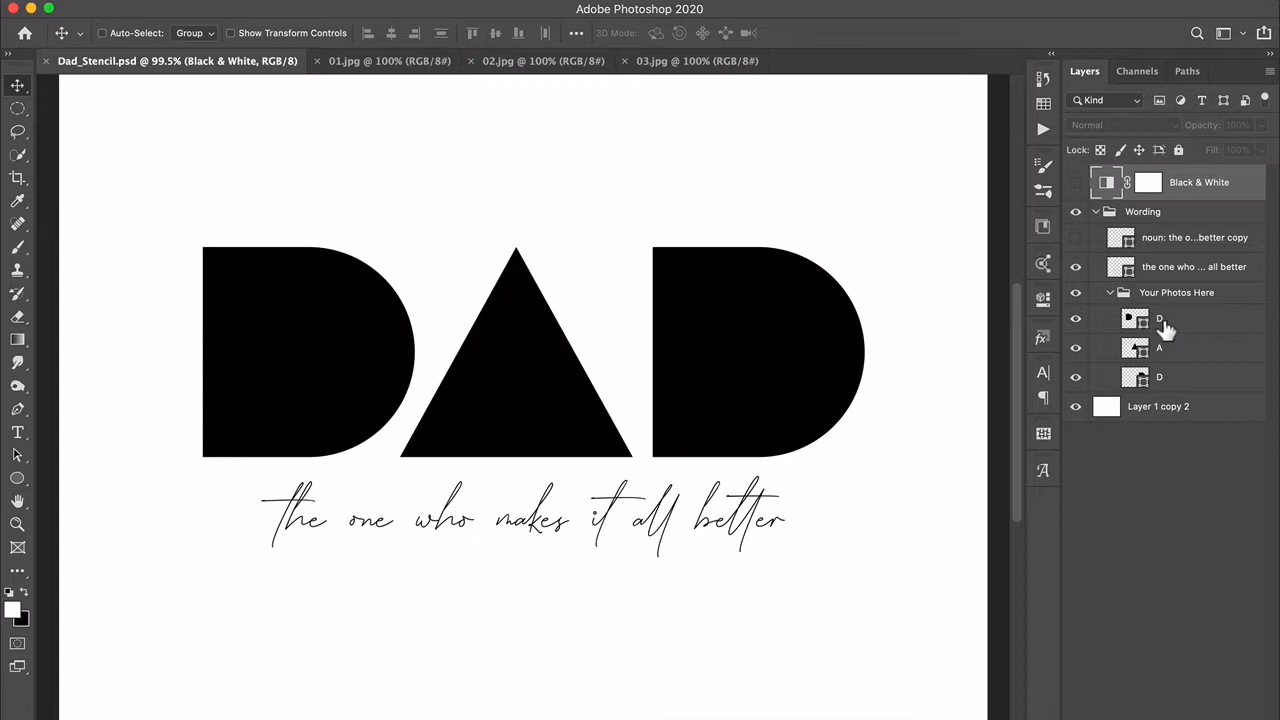 Adobe Photoshop 2020
Auto-Select: Group Show Transform Controls 3D Mode:
Dad_Stencil.psd @ 99.5% (Black & White, RGB/8) 01.jpg @ 100% (RGB/8#) 02.jpg @ 100% (RGB/8#) 03.jpg @ 100% (RGB/8#)
Layers Channels Paths
Kind
Normal Opacity: 100%
Lock: Fill: 100%
Black & White
Wording
noun: the o...better copy
the one who ... all better
Your Photos Here
D
A
D
Layer 1 copy 2
DAD
the one who makes it all better